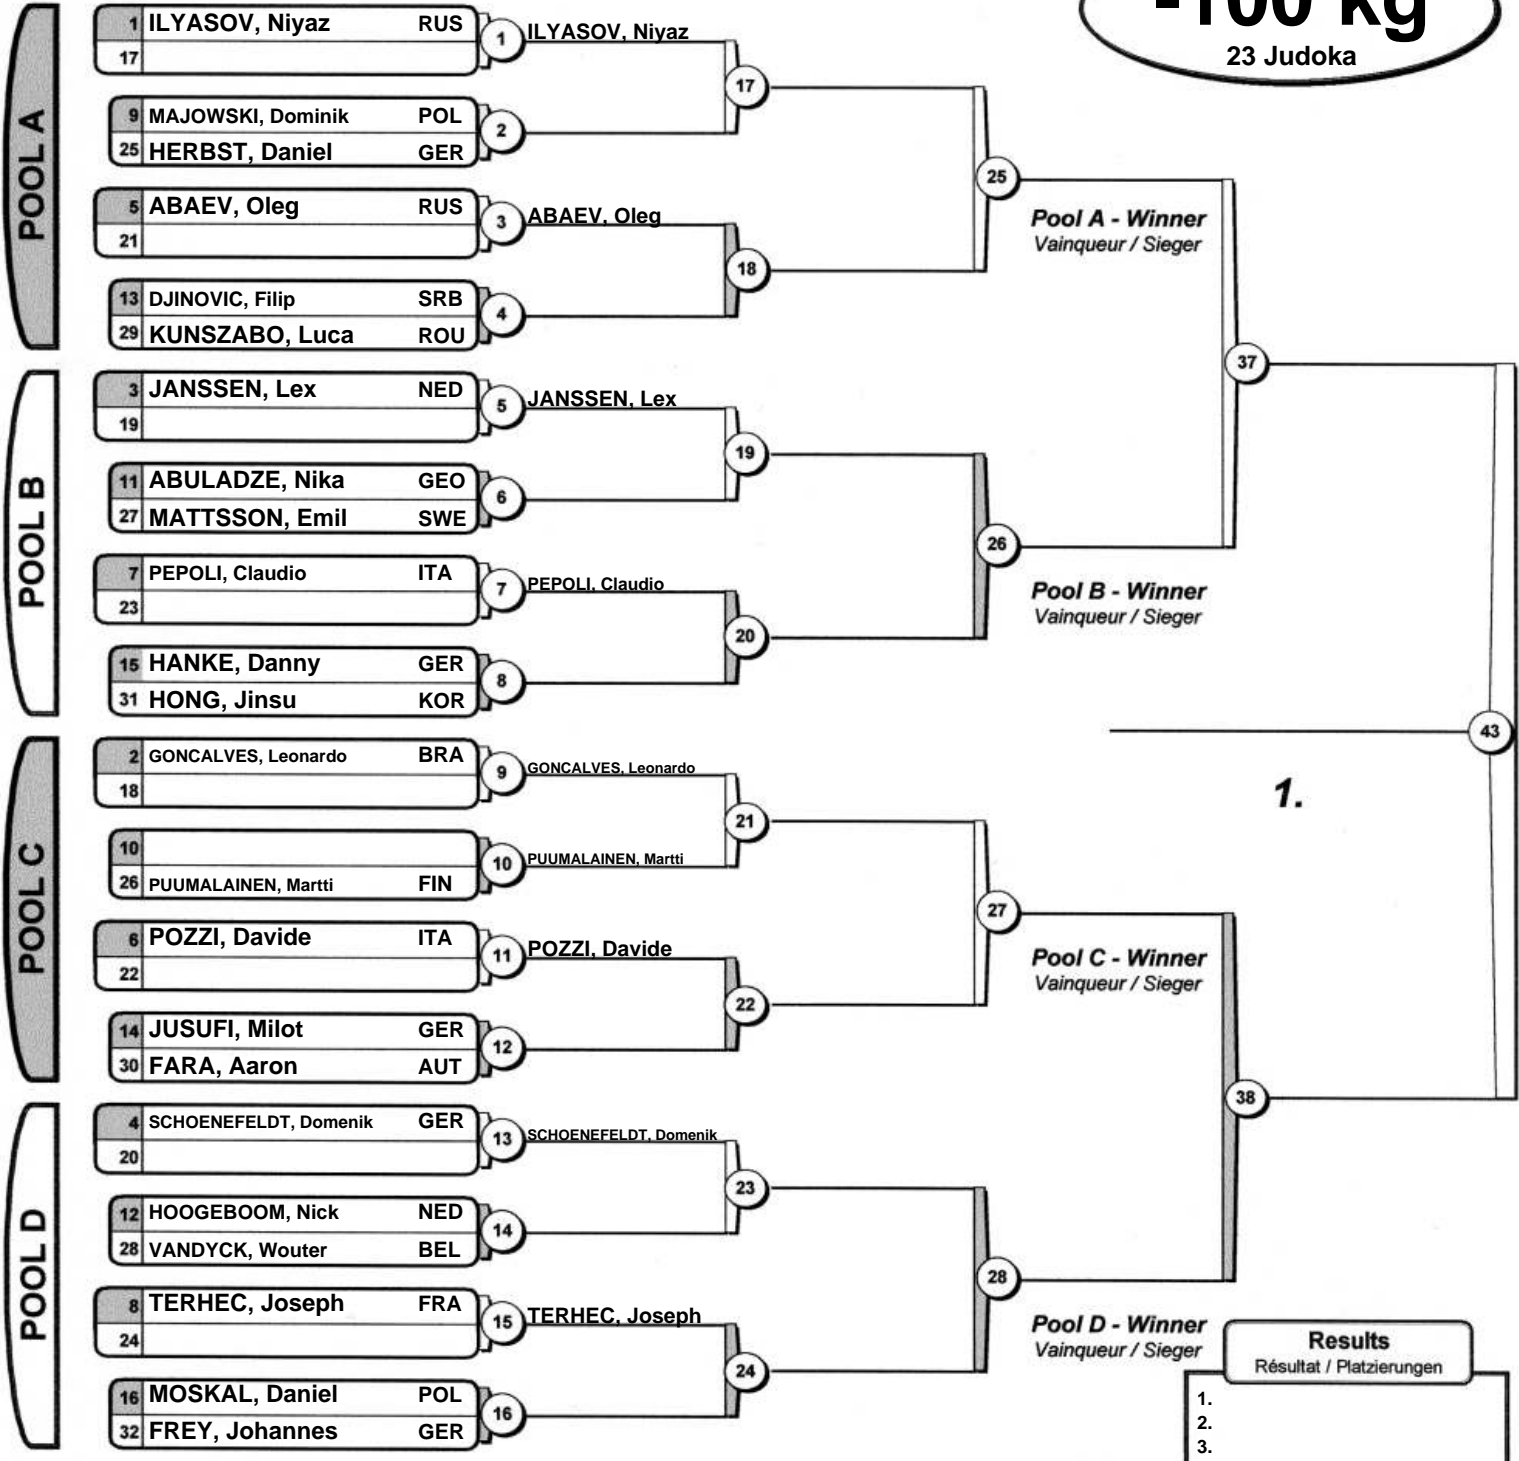 -100 kg
23 Judoka
POOL A
1 ILYASOV, Niyaz RUS
17
1 ILYASOV, Niyaz
9 MAJOWSKI, Dominik POL
25 HERBST, Daniel GER
2
17
5 ABAEV, Oleg RUS
21
3 ABAEV, Oleg
13 DJINOVIC, Filip SRB
29 KUNSZABO, Luca ROU
4
18
25
Pool A - Winner
Vainqueur / Sieger
POOL B
3 JANSSEN, Lex NED
19
5 JANSSEN, Lex
11 ABULADZE, Nika GEO
27 MATTSSON, Emil SWE
6
19
7 PEPOLI, Claudio ITA
23
7 PEPOLI, Claudio
15 HANKE, Danny GER
31 HONG, Jinsu KOR
8
20
26
Pool B - Winner
Vainqueur / Sieger
37
POOL C
2 GONCALVES, Leonardo BRA
18
9 GONCALVES, Leonardo
10
26 PUUMALAINEN, Martti FIN
10 PUUMALAINEN, Martti
21
6 POZZI, Davide ITA
22
11 POZZI, Davide
14 JUSUFI, Milot GER
30 FARA, Aaron AUT
12
22
27
Pool C - Winner
Vainqueur / Sieger
43
1.
POOL D
4 SCHOENEFELDT, Domenik GER
20
13 SCHOENEFELDT, Domenik
12 HOOGEBOOM, Nick NED
28 VANDYCK, Wouter BEL
14
23
8 TERHEC, Joseph FRA
24
15 TERHEC, Joseph
16 MOSKAL, Daniel POL
32 FREY, Johannes GER
16
24
28
Pool D - Winner
Vainqueur / Sieger
38
Results
Résultat / Platzierungen
1.
2.
3.